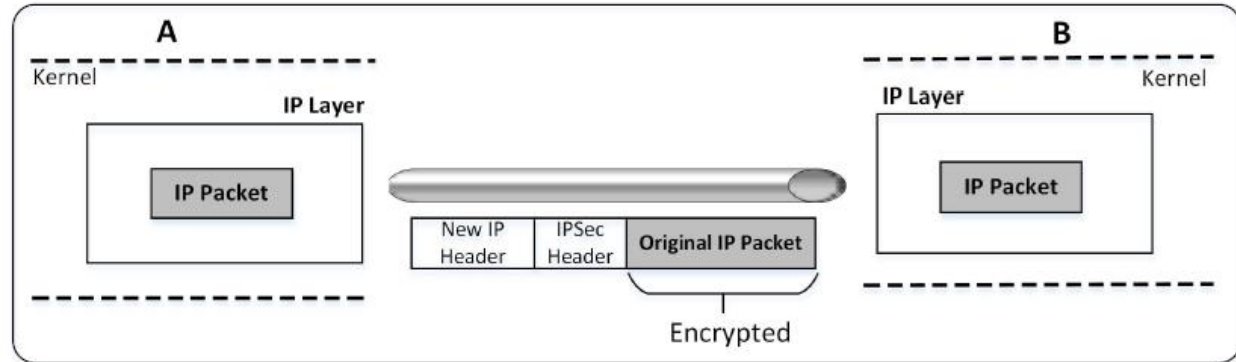 A
B
Kernel
Kernel
IP Layer
IP Layer
IP Packet
IP Packet
New IP
Header
IPSec
Header
Original IP Packet
Encrypted